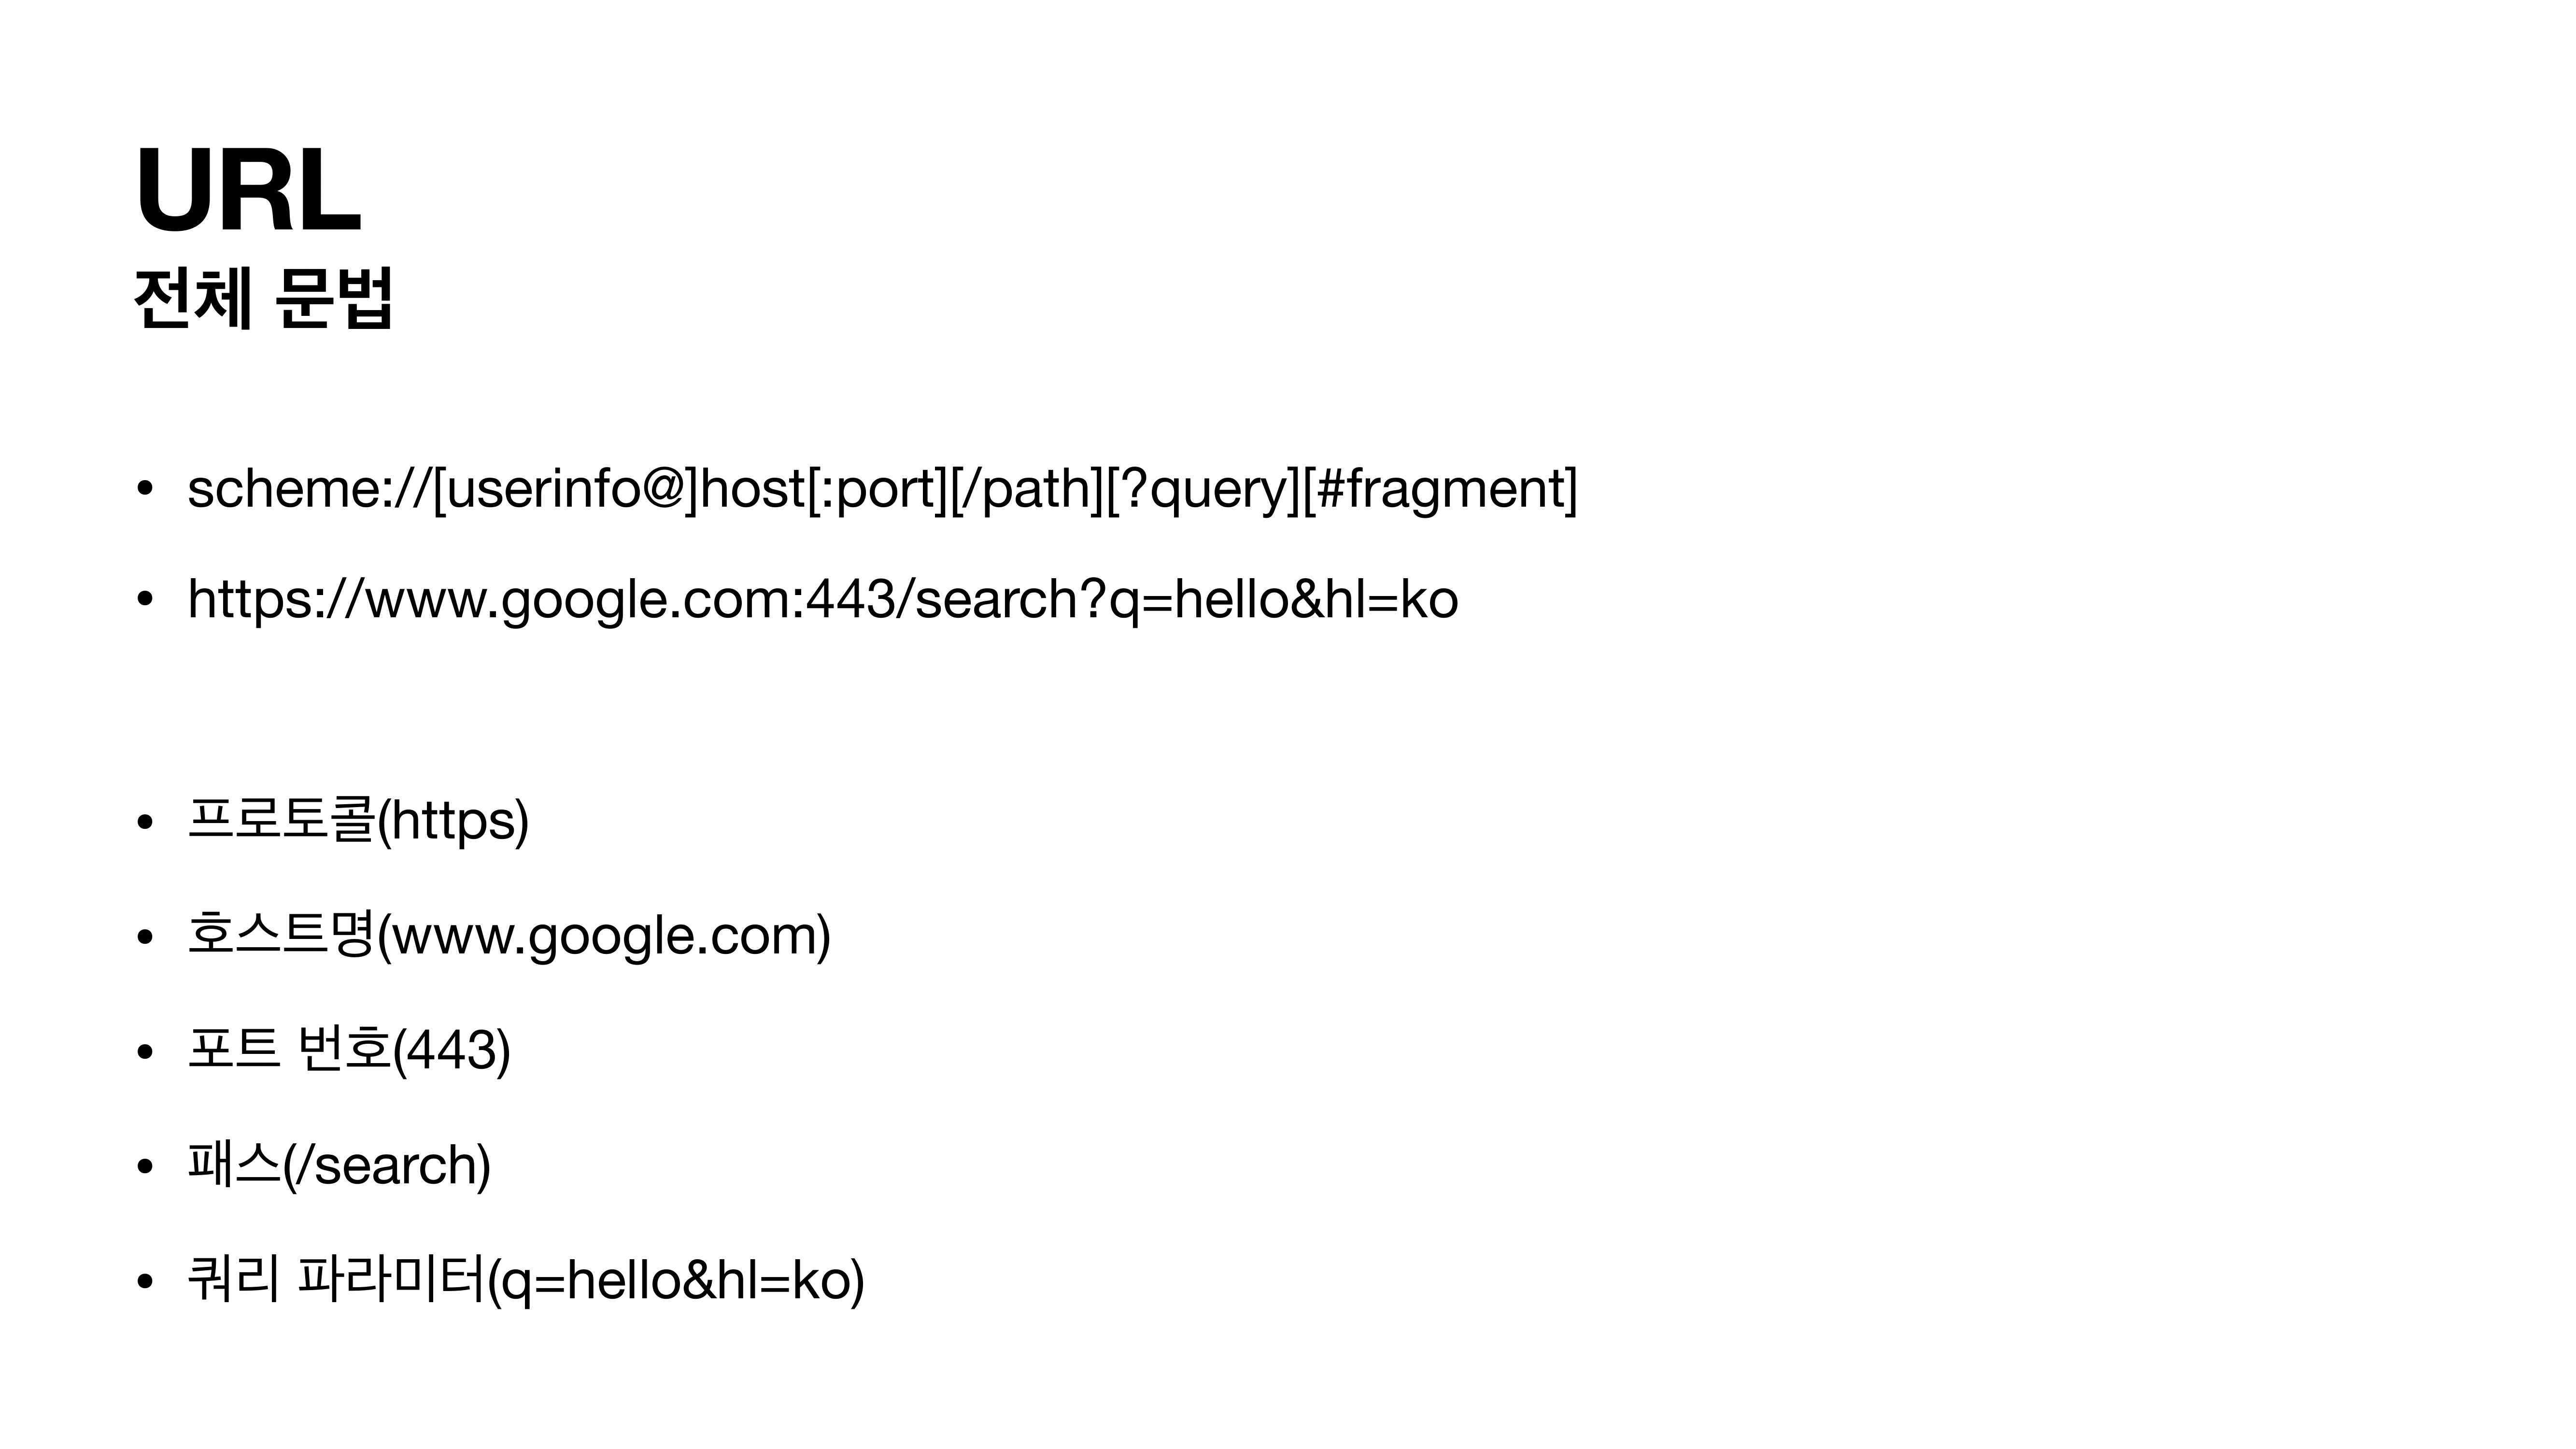 URL
전체 문법
• scheme://[userinfo@]host[:port][/path][?query][#fragment]
• https://www.google.com:443/search?q=hello&hl=ko
• 프로토콜(https)
• 호스트명(www.google.com)
• 포트 번호(443)
• 패스(/search)
• 쿼리 파라미터(q=hello&hl=ko)